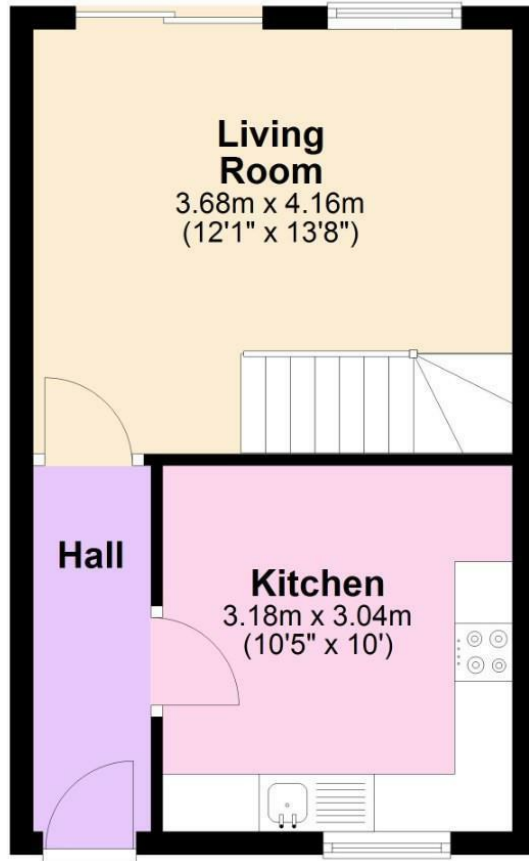 Living
Room
3.68m x 4.16m
(12'1" x 13'8")
Hall
Kitchen
3.18m x 3.04m
(10'5" x 10')